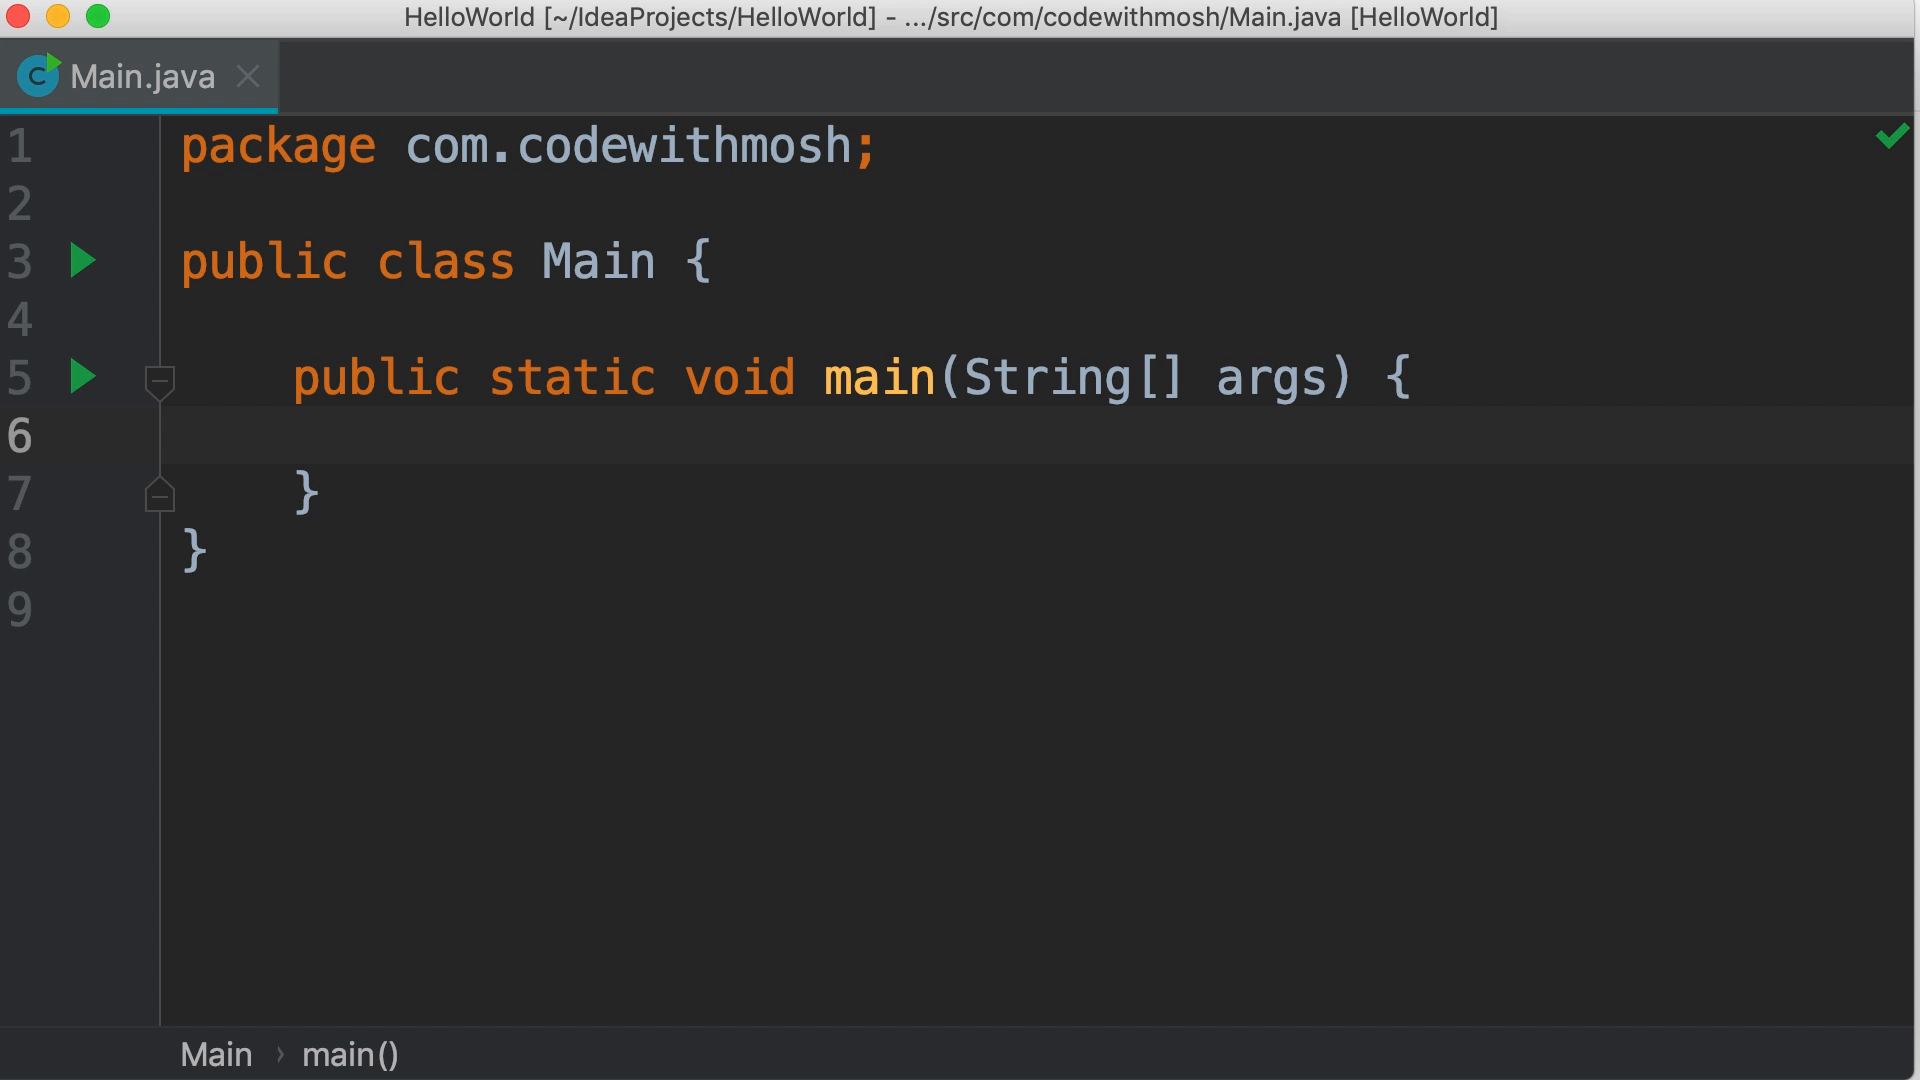 HelloWorld [~/IdeaProjects/HelloWorld] - .../src/com/codewithmosh/Main.java [HelloWorld]
C Main.java
1 package com.codewithmosh;
2
3 public class Main {
4
5     public static void main(String[] args) {
6
7     }
8 }
9
Main › main()